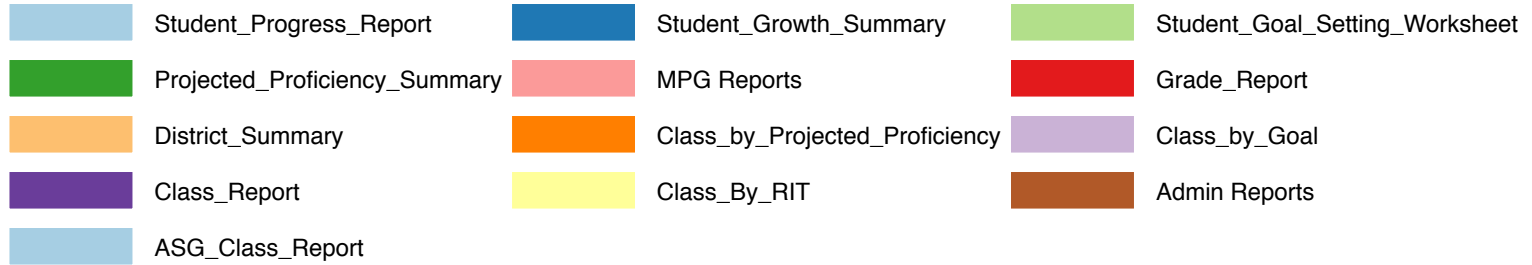 Student_Progress_Report Student_Growth_Summary Student_Goal_Setting_Worksheet
Projected_Proficiency_Summary MPG Reports Grade_Report
District_Summary Class_by_Projected_Proficiency Class_by_Goal
Class_Report Class_By_RIT Admin Reports
ASG_Class_Report